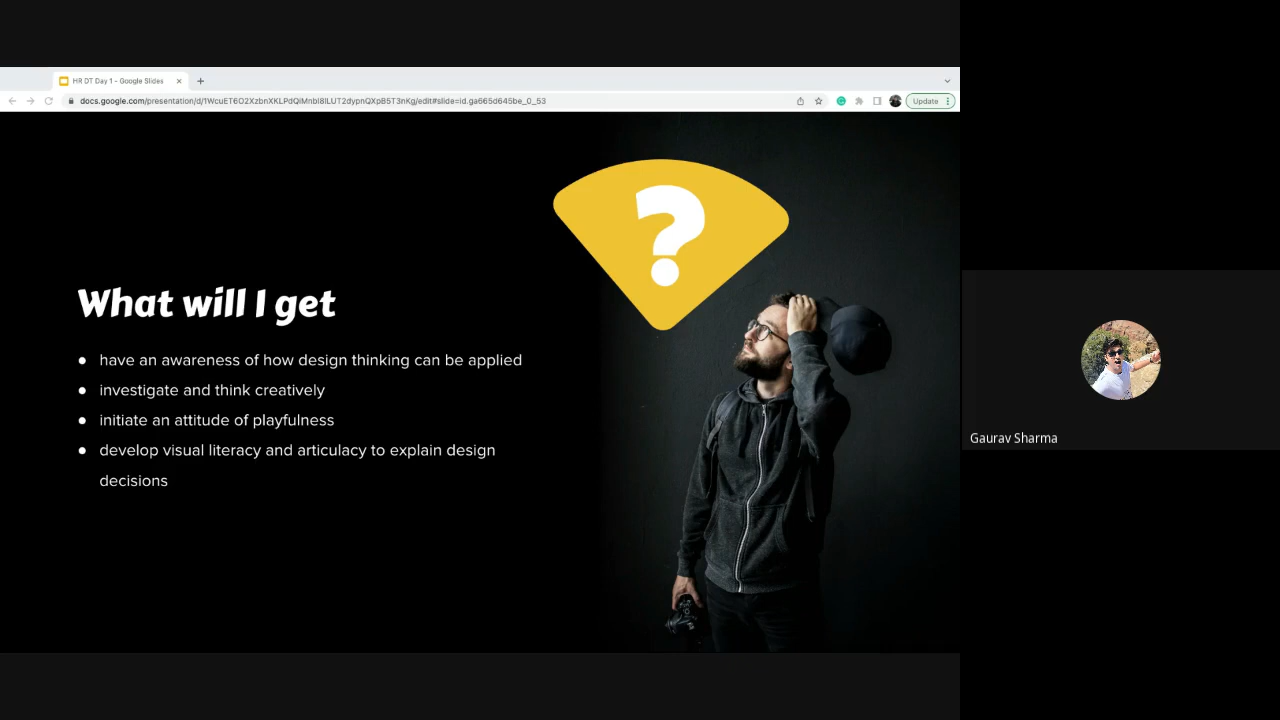 HR DT Day 1 - Google Slides
docs.google.com/presentation/d/1WcuET6O2XzbnXKLPdQiMnbI8ILUT2dypnQXpB5T3nKg/edit#slide=id.ga665d645be_0_53
Update
?
What will I get
● have an awareness of how design thinking can be applied
● investigate and think creatively
● initiate an attitude of playfulness
● develop visual literacy and articulacy to explain design
decisions
Gaurav Sharma